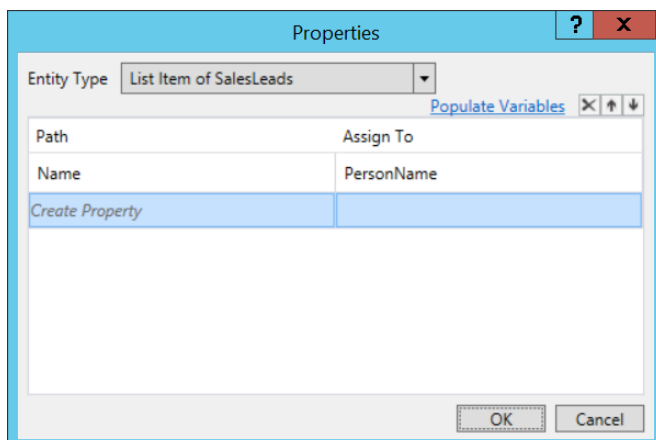 Properties
? x
Entity Type List Item of SalesLeads
Populate Variables
Path Assign To
Name PersonName
Create Property
OK Cancel